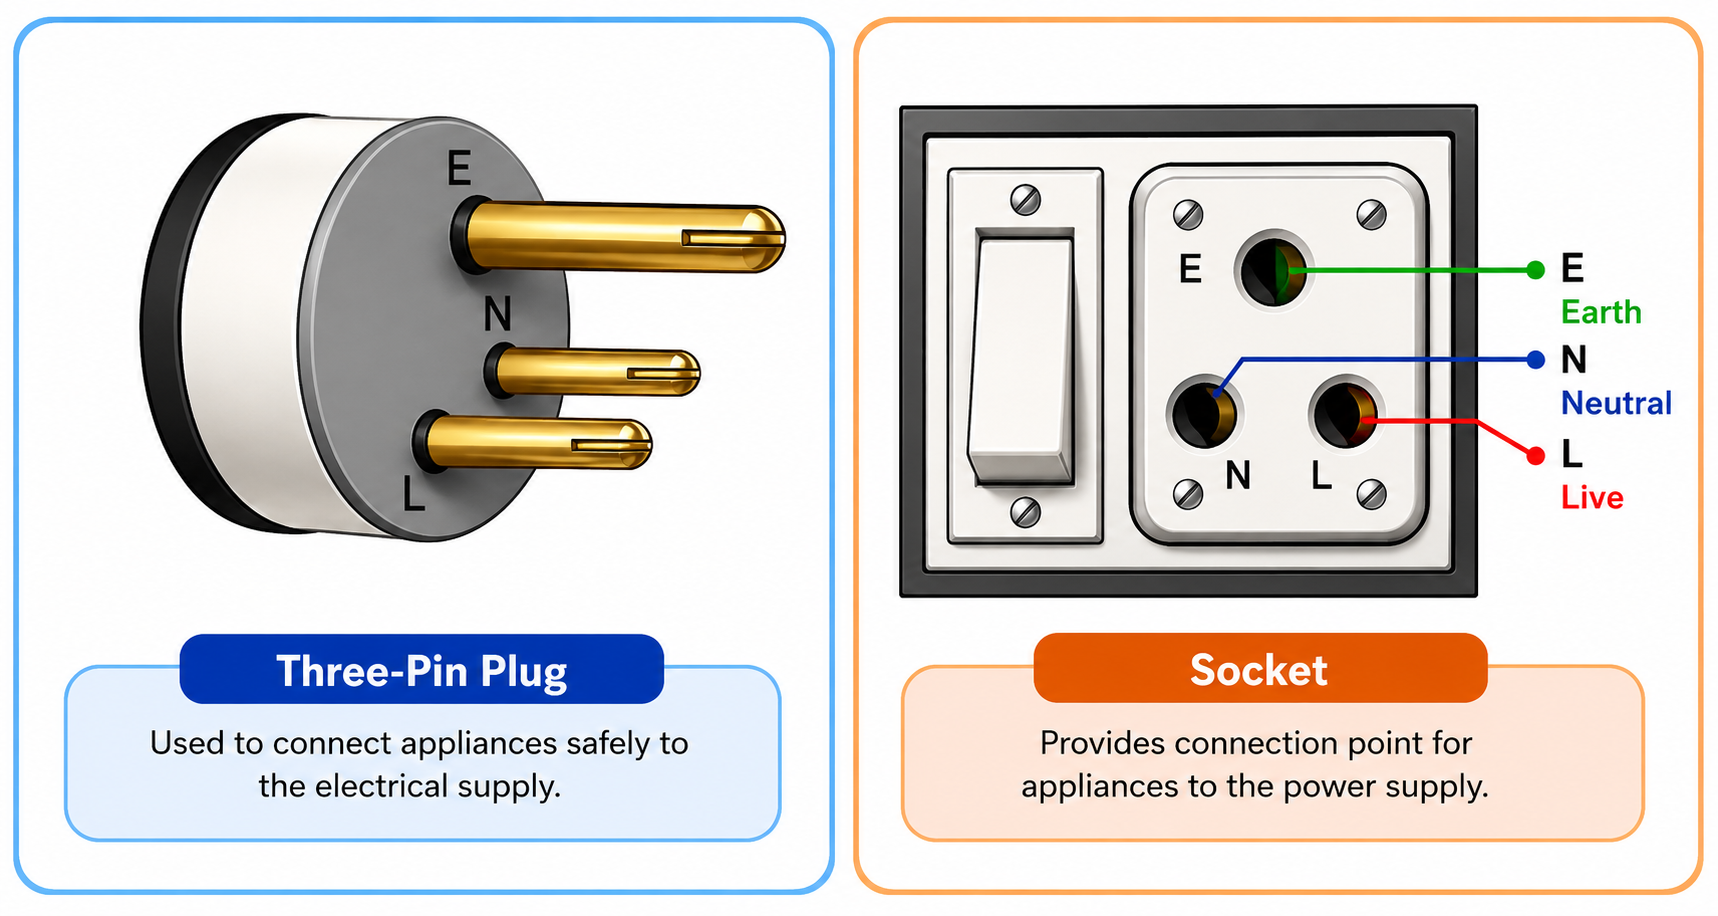 E
N
L
Three-Pin Plug
Used to connect appliances safely to
the electrical supply.
E
N L
E
Earth
N
Neutral
L
Live
Socket
Provides connection point for
appliances to the power supply.